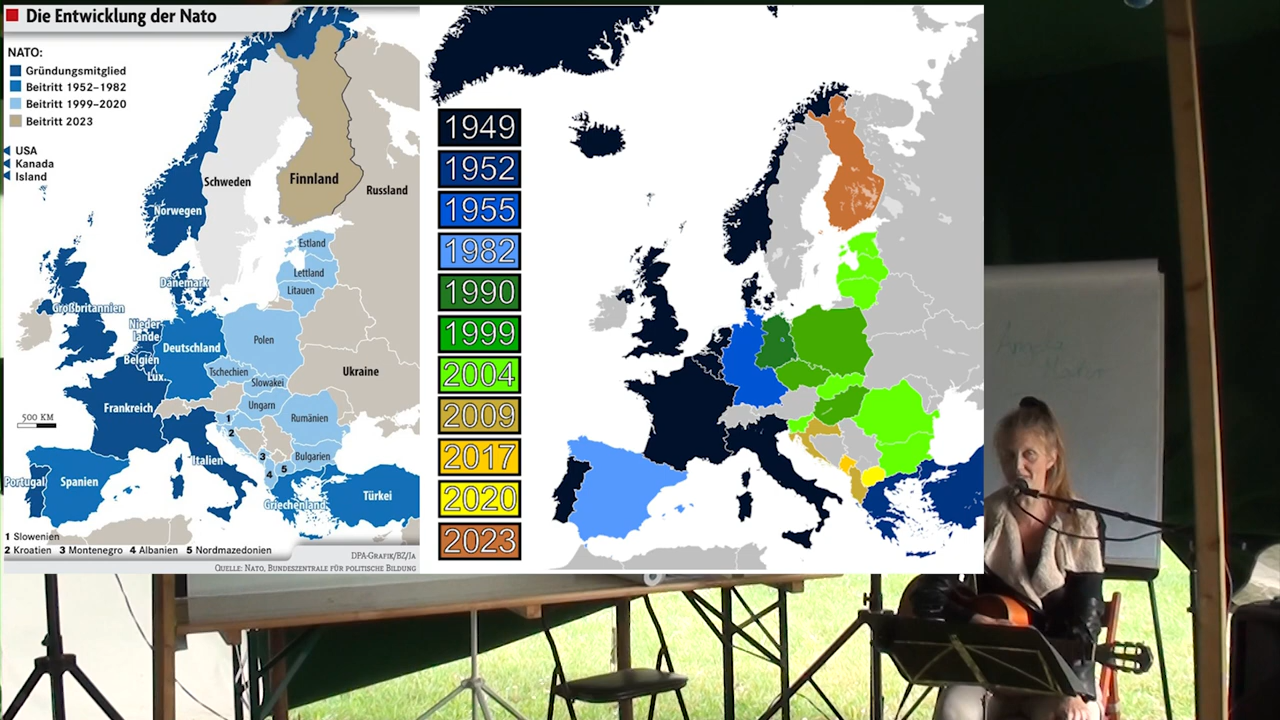 Die Entwicklung der Nato
NATO:
Gründungsmitglied
Beitritt 1952–1982
Beitritt 1999–2020
Beitritt 2023
USA
Kanada
Island
Schweden
Finnland
Russland
Norwegen
Estland
Lettland
Litauen
Dänemark
Großbritannien
Nieder-
lande
Belgien
Lux.
Deutschland
Polen
Tschechien
Slowakei
Ukraine
Frankreich
Ungarn
Rumänien
500 KM
1
2
3
4
5
Italien
Bulgarien
Portugal
Spanien
Griechenland
Türkei
1 Slowenien
2 Kroatien 3 Montenegro 4 Albanien 5 Nordmazedonien
DPA-Grafik/BZ/Ja
Quelle: Nato, Bundeszentrale für politische Bildung
1949
1952
1955
1982
1990
1999
2004
2009
2017
2020
2023